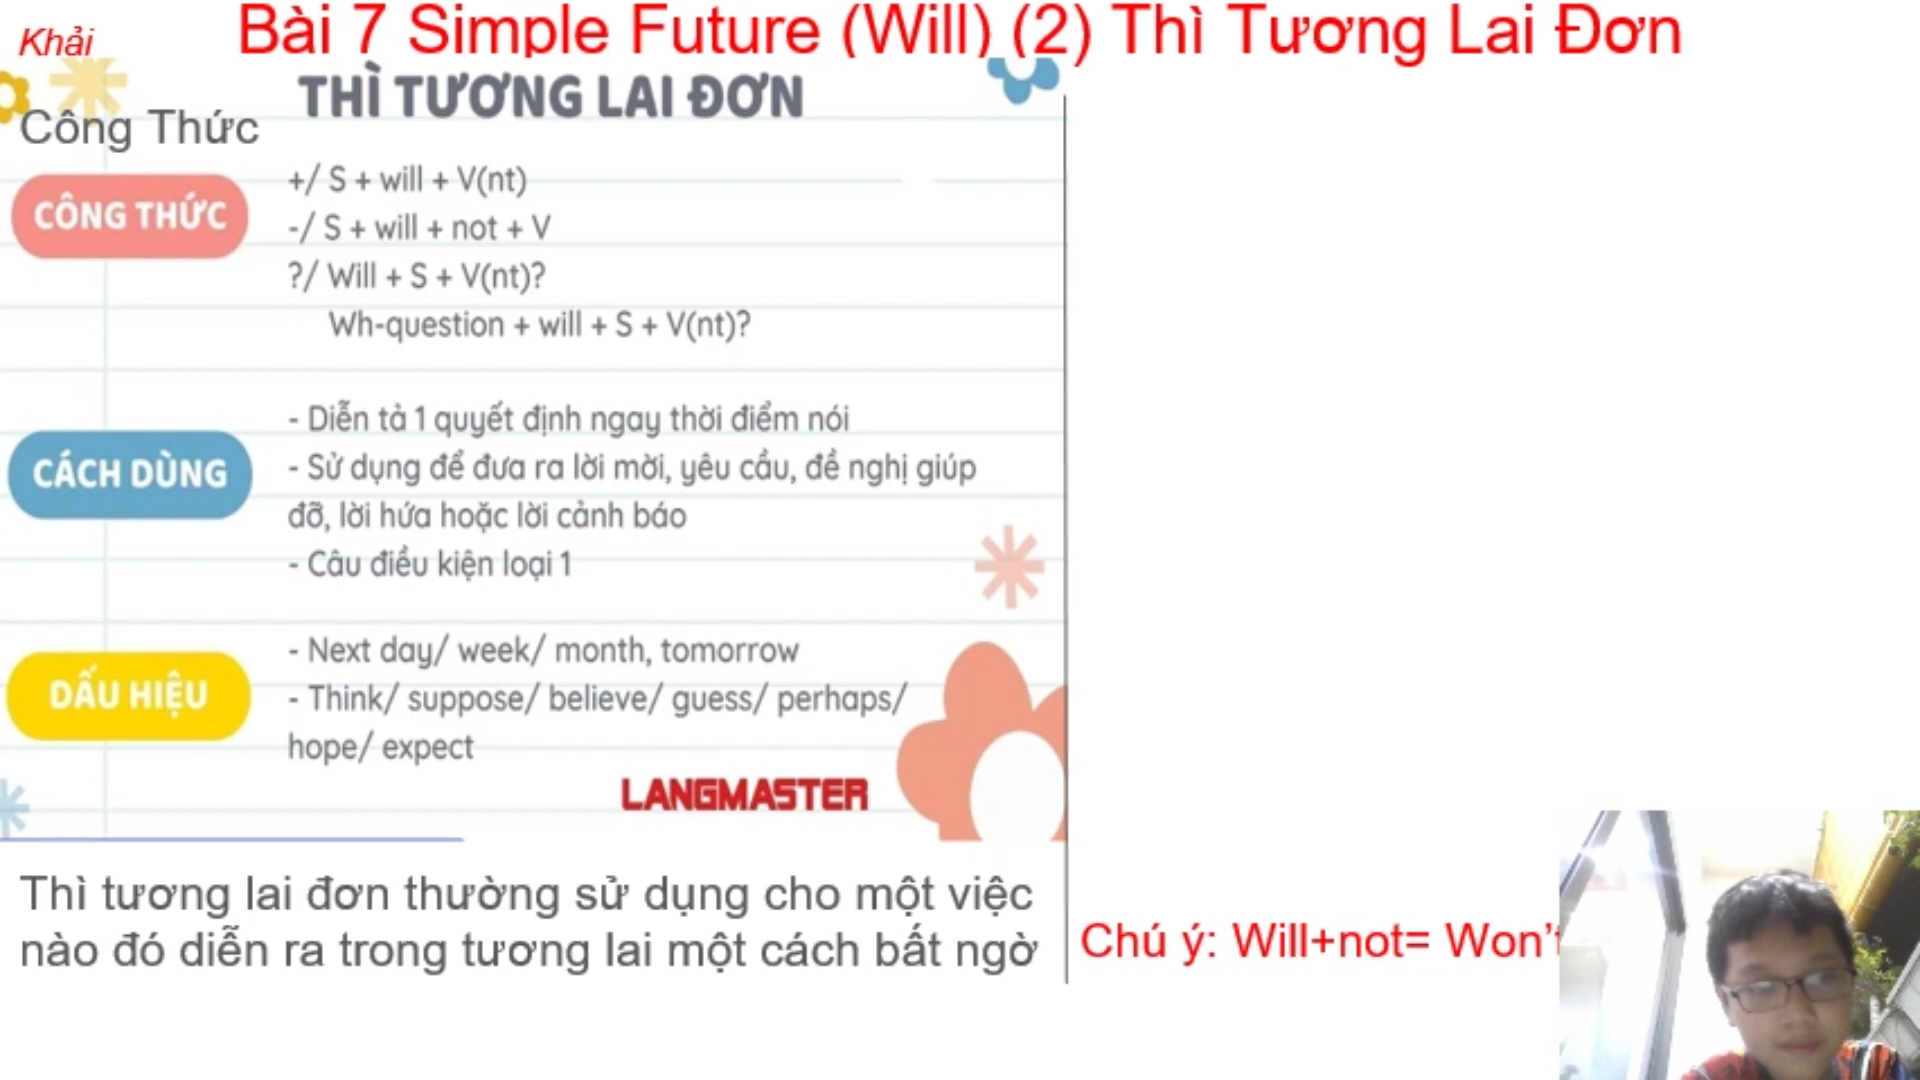 Khải
Bài 7 Simple Future (Will) (2) Thì Tương Lai Đơn
THÌ TƯƠNG LAI ĐƠN
Công Thức
CÔNG THỨC
+/ S + will + V(nt)
-/ S + will + not + V
?/ Will + S + V(nt)?
Wh-question + will + S + V(nt)?
CÁCH DÙNG
- Diễn tả 1 quyết định ngay thời điểm nói
- Sử dụng để đưa ra lời mời, yêu cầu, đề nghị giúp
đỡ, lời hứa hoặc lời cảnh báo
- Câu điều kiện loại 1
DẤU HIỆU
- Next day/ week/ month, tomorrow
- Think/ suppose/ believe/ guess/ perhaps/
hope/ expect
LANGMASTER
Thì tương lai đơn thường sử dụng cho một việc
nào đó diễn ra trong tương lai một cách bất ngờ
Chú ý: Will+not= Won't